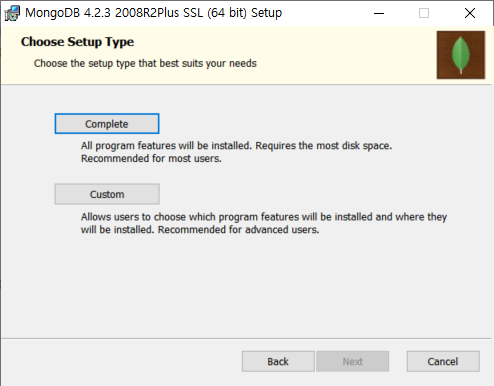 MongoDB 4.2.3 2008R2Plus SSL (64 bit) Setup
Choose Setup Type
Choose the setup type that best suits your needs
Complete
All program features will be installed. Requires the most disk space.
Recommended for most users.
Custom
Allows users to choose which program features will be installed and where they
will be installed. Recommended for advanced users.
Back
Next
Cancel